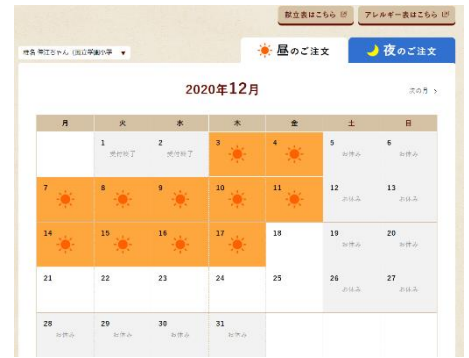 献立表はこちら アレルギー表はこちら
昼のご注文 夜のご注文
2020年12月
次の月 >
月 火 水 木 金 土 日
1 2 3 4 5 6
受付終了 受付終了 お休み お休み
7 8 9 10 11 12 13
お休み お休み
14 15 16 17 18 19 20
お休み お休み
21 22 23 24 25 26 27
お休み お休み
28 29 30 31
お休み お休み お休み お休み